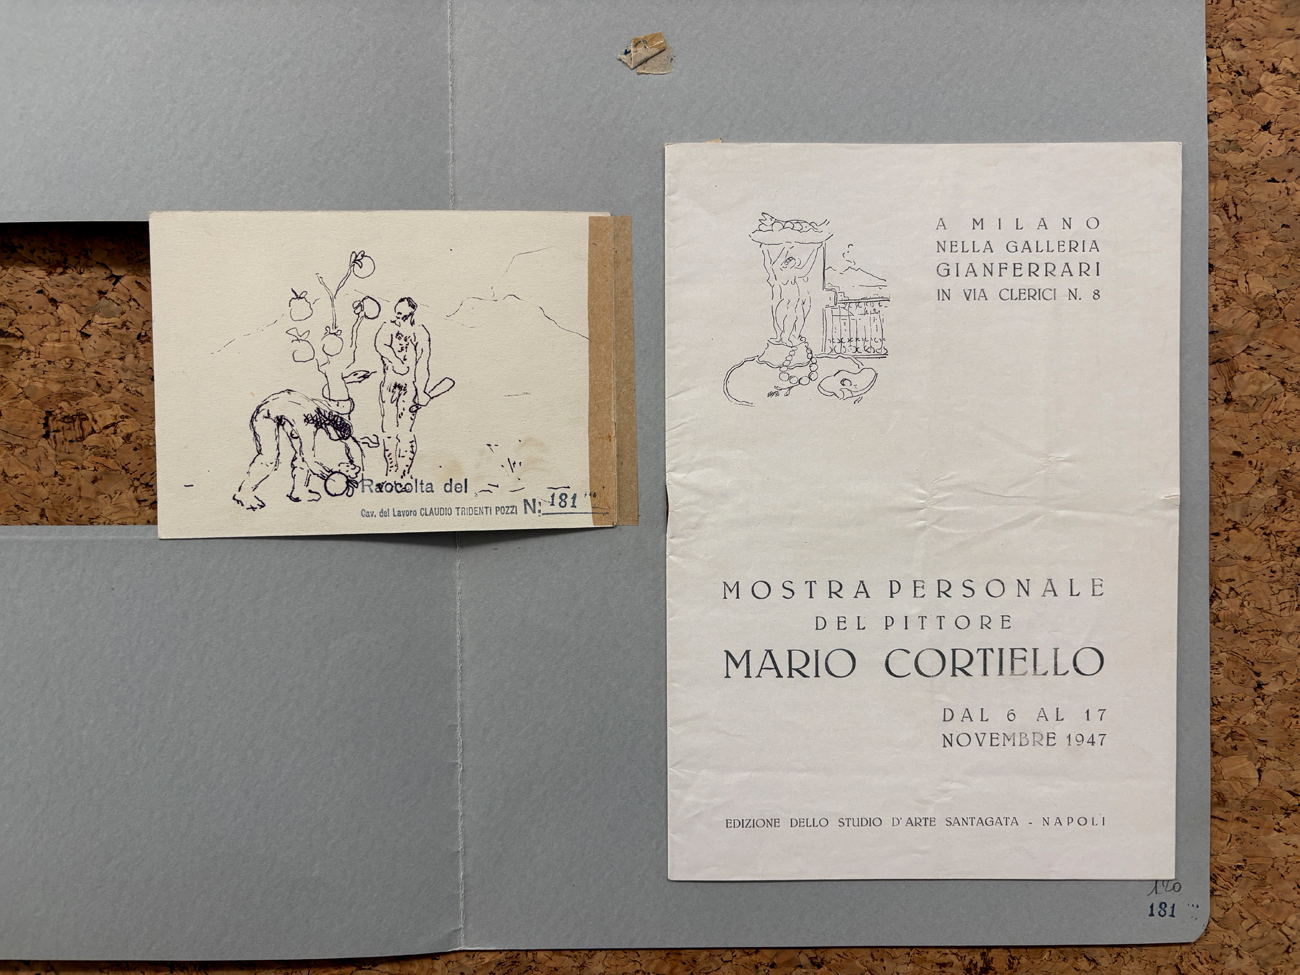 Raccolta del
Cav. del Lavoro CLAUDIO TRIDENTI POZZI N: 181 '''
A MILANO
NELLA GALLERIA
GIANFERRARI
IN VIA CLERICI N. 8
MOSTRA PERSONALE
DEL PITTORE
MARIO CORTIELLO
DAL 6 AL 17
NOVEMBRE 1947
EDIZIONE DELLO STUDIO D'ARTE SANTAGATA - NAPOLI
181 '''